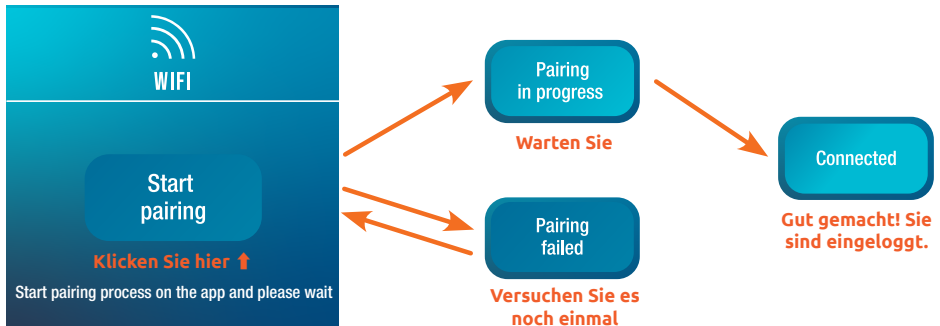 WIFI
Start
pairing
Klicken Sie hier ⬆
Start pairing process on the app and please wait
Pairing
in progress
Warten Sie
Pairing
failed
Versuchen Sie es
noch einmal
Connected
Gut gemacht! Sie
sind eingeloggt.